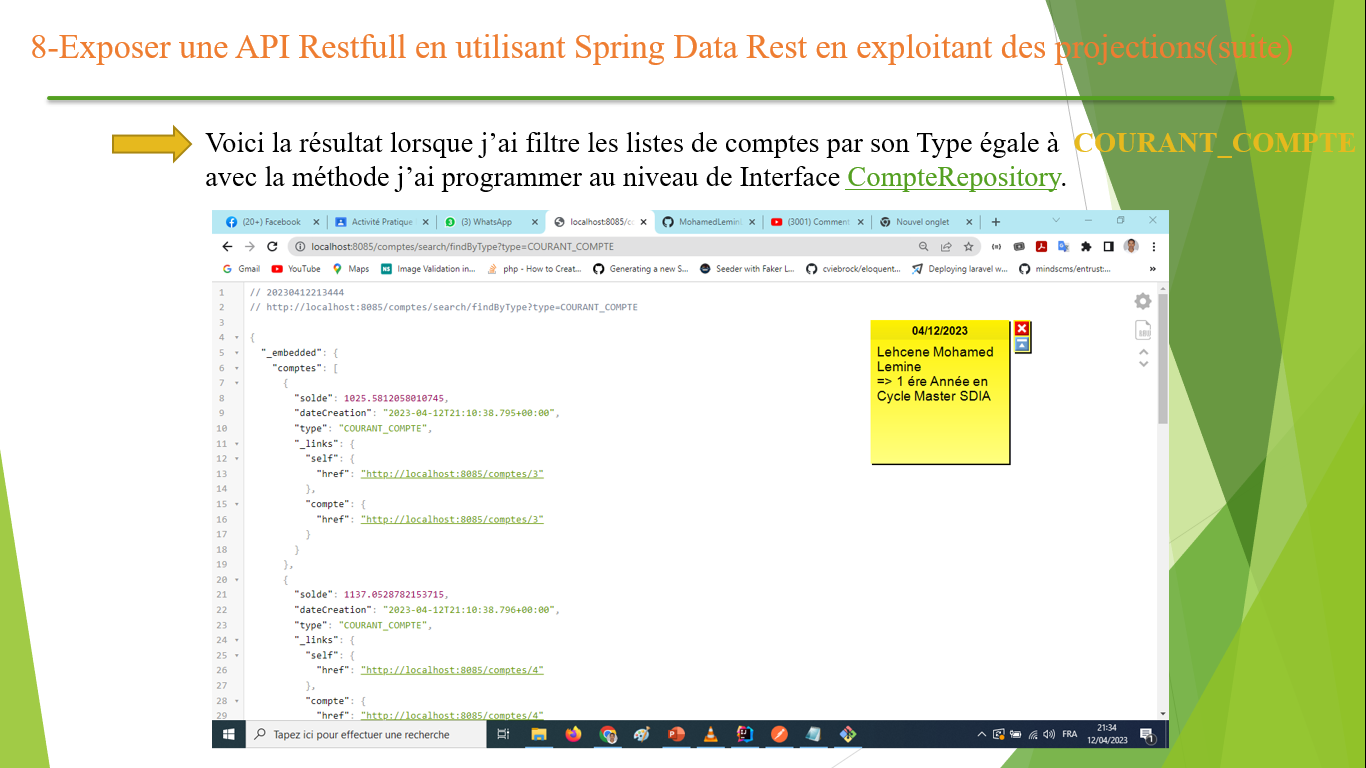 8-Exposer une API Restfull en utilisant Spring Data Rest en exploitant des projections(suite)
Voici la résultat lorsque j’ai filtre les listes de comptes par son Type égale à COURANT_COMPTE
avec la méthode j’ai programmer au niveau de Interface CompteRepository.
(20+) Facebook
Activité Pratique
(3) WhatsApp
localhost:8085/c
MohamedLemin
(3001) Comment
Nouvel onglet
localhost:8085/comptes/search/findByType?type=COURANT_COMPTE
Gmail
YouTube
Maps
Image Validation in...
php - How to Creat...
Generating a new S...
Seeder with Faker L...
cviebrock/eloquent...
Deploying laravel w...
mindscms/entrust:...
»
1 // 20230412213444
2 // http://localhost:8085/comptes/search/findByType?type=COURANT_COMPTE
3
4 {
5 "_embedded": {
6 "comptes": [
7 {
8 "solde": 1025.5812058010745,
9 "dateCreation": "2023-04-12T21:10:38.795+00:00",
10 "type": "COURANT_COMPTE",
11 "_links": {
12 "self": {
13 "href": "http://localhost:8085/comptes/3"
14 },
15 "compte": {
16 "href": "http://localhost:8085/comptes/3"
17 }
18 }
19 },
20 {
21 "solde": 1137.0528782153715,
22 "dateCreation": "2023-04-12T21:10:38.796+00:00",
23 "type": "COURANT_COMPTE",
24 "_links": {
25 "self": {
26 "href": "http://localhost:8085/comptes/4"
27 },
28 "compte": {
29 "href": "http://localhost:8085/comptes/4"
04/12/2023
Lehcene Mohamed
Lemine
=> 1 ére Année en
Cycle Master SDIA
Tapez ici pour effectuer une recherche
FRA
21:34
12/04/2023
1